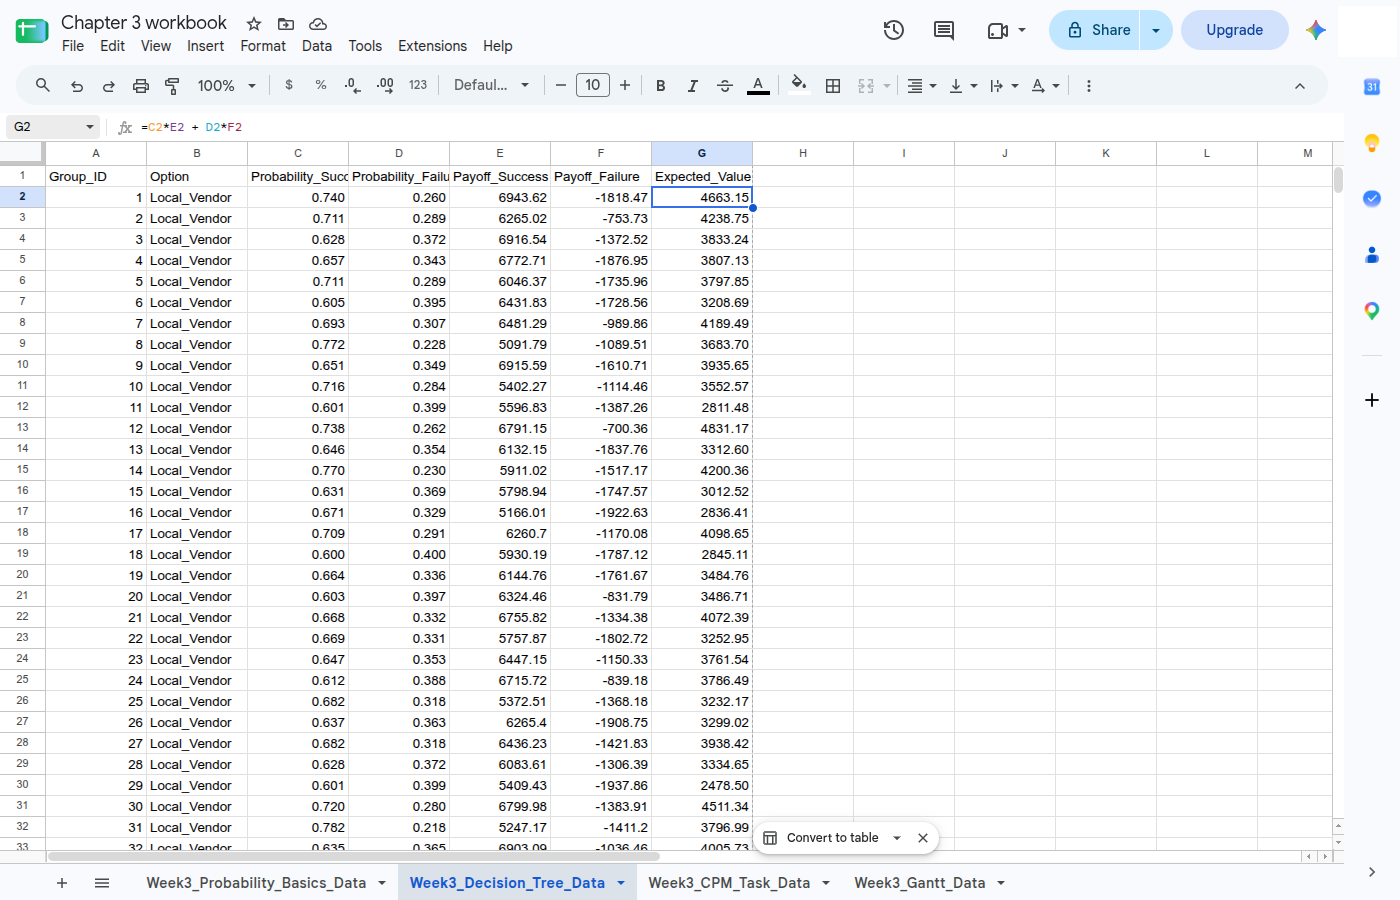 Chapter 3 workbook
File Edit View Insert Format Data Tools Extensions Help
Share
Upgrade
100% $ % .0 .00 123 Defaul... 10 B I A A
31
G2 fx =C2*E2 + D2*F2
A B C D E F G H I J K L M
1 Group_ID Option Probability_Succ Probability_Failu Payoff_Success Payoff_Failure Expected_Value
2 1 Local_Vendor 0.740 0.260 6943.62 -1818.47 4663.15
3 2 Local_Vendor 0.711 0.289 6265.02 -753.73 4238.75
4 3 Local_Vendor 0.628 0.372 6916.54 -1372.52 3833.24
5 4 Local_Vendor 0.657 0.343 6772.71 -1876.95 3807.13
6 5 Local_Vendor 0.711 0.289 6046.37 -1735.96 3797.85
7 6 Local_Vendor 0.605 0.395 6431.83 -1728.56 3208.69
8 7 Local_Vendor 0.693 0.307 6481.29 -989.86 4189.49
9 8 Local_Vendor 0.772 0.228 5091.79 -1089.51 3683.70
10 9 Local_Vendor 0.651 0.349 6915.59 -1610.71 3935.65
11 10 Local_Vendor 0.716 0.284 5402.27 -1114.46 3552.57
12 11 Local_Vendor 0.601 0.399 5596.83 -1387.26 2811.48
13 12 Local_Vendor 0.738 0.262 6791.15 -700.36 4831.17
14 13 Local_Vendor 0.646 0.354 6132.15 -1837.76 3312.60
15 14 Local_Vendor 0.770 0.230 5911.02 -1517.17 4200.36
16 15 Local_Vendor 0.631 0.369 5798.94 -1747.57 3012.52
17 16 Local_Vendor 0.671 0.329 5166.01 -1922.63 2836.41
18 17 Local_Vendor 0.709 0.291 6260.7 -1170.08 4098.65
19 18 Local_Vendor 0.600 0.400 5930.19 -1787.12 2845.11
20 19 Local_Vendor 0.664 0.336 6144.76 -1761.67 3484.76
21 20 Local_Vendor 0.603 0.397 6324.46 -831.79 3486.71
22 21 Local_Vendor 0.668 0.332 6755.82 -1334.38 4072.39
23 22 Local_Vendor 0.669 0.331 5757.87 -1802.72 3252.95
24 23 Local_Vendor 0.647 0.353 6447.15 -1150.33 3761.54
25 24 Local_Vendor 0.612 0.388 6715.72 -839.18 3786.49
26 25 Local_Vendor 0.682 0.318 5372.51 -1368.18 3232.17
27 26 Local_Vendor 0.637 0.363 6265.4 -1908.75 3299.02
28 27 Local_Vendor 0.682 0.318 6436.23 -1421.83 3938.42
29 28 Local_Vendor 0.628 0.372 6083.61 -1306.39 3334.65
30 29 Local_Vendor 0.601 0.399 5409.43 -1937.86 2478.50
31 30 Local_Vendor 0.720 0.280 6799.98 -1383.91 4511.34
32 31 Local_Vendor 0.782 0.218 5247.17 -1411.2 3796.99
33 32 Local_Vendor 0.635 0.365 6903.09 -1036.46 4005.73
Convert to table
Week3_Probability_Basics_Data Week3_Decision_Tree_Data Week3_CPM_Task_Data Week3_Gantt_Data